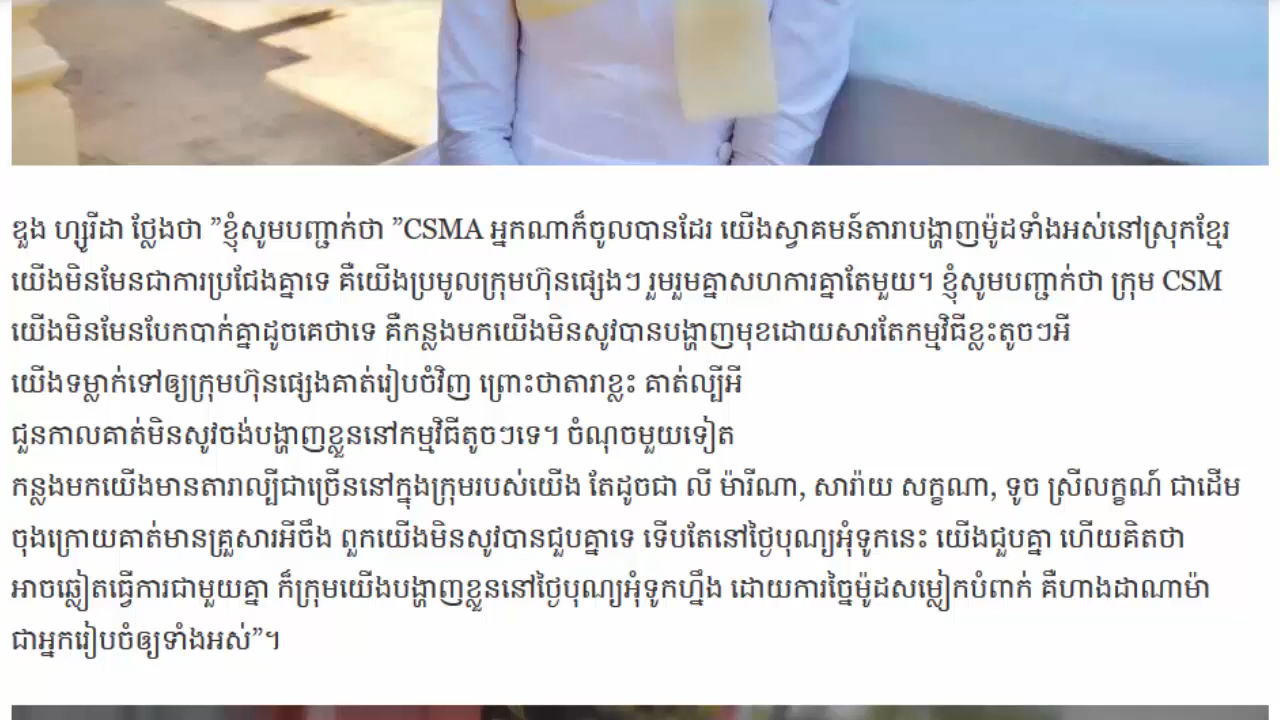 ឌួង ហ្សូរីដា ថ្លែងថា ”ខ្ញុំសូមបញ្ជាក់ថា ”CSMA អ្នកណាក៏ចូលបានដែរ យើងស្វាគមន៍តារាបង្ហាញម៉ូដទាំងអស់នៅស្រុកខ្មែរ
យើងមិនមែនជាការប្រជែងគ្នាទេ គឺយើងប្រមូលក្រុមហ៊ុនផ្សេងៗ រួមរួមគ្នាសហការគ្នាតែមួយ។ ខ្ញុំសូមបញ្ជាក់ថា ក្រុម CSM
យើងមិនមែនបែកបាក់គ្នាដូចគេថាទេ គឺកន្លងមកយើងមិនសូវបានបង្ហាញមុខដោយសារតែកម្មវិធីខ្លះតូចៗអី
យើងទម្លាក់ទៅឲ្យក្រុមហ៊ុនផ្សេងគាត់រៀបចំវិញ ព្រោះថាតារាខ្លះ គាត់ល្បីអី
ជួនកាលគាត់មិនសូវចង់បង្ហាញខ្លួននៅកម្មវិធីតូចៗទេ។ ចំណុចមួយទៀត
កន្លងមកយើងមានតារាល្បីជាច្រើននៅក្នុងក្រុមរបស់យើង តែដូចជា លី ម៉ារីណា, សារ៉ាយ សក្ខណា, ទូច ស្រីលក្ខណ៍ ជាដើម
ចុងក្រោយគាត់មានគ្រួសារអីចឹង ពួកយើងមិនសូវបានជួបគ្នាទេ ទើបតែនៅថ្ងៃបុណ្យអុំទូកនេះ យើងជួបគ្នា ហើយគិតថា
អាចឆ្លៀតធ្វើការជាមួយគ្នា ក៏ក្រុមយើងបង្ហាញខ្លួននៅថ្ងៃបុណ្យអុំទូកហ្នឹង ដោយការច្នៃម៉ូដសម្លៀកបំពាក់ គឺហាងដាណាម៉ា
ជាអ្នករៀបចំឲ្យទាំងអស់”។